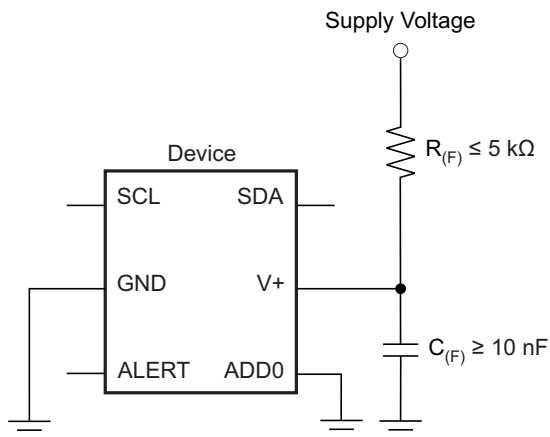 Supply Voltage
R(F) ≤ 5 kΩ
Device
SCL SDA
GND V+
C(F) ≥ 10 nF
ALERT ADD0